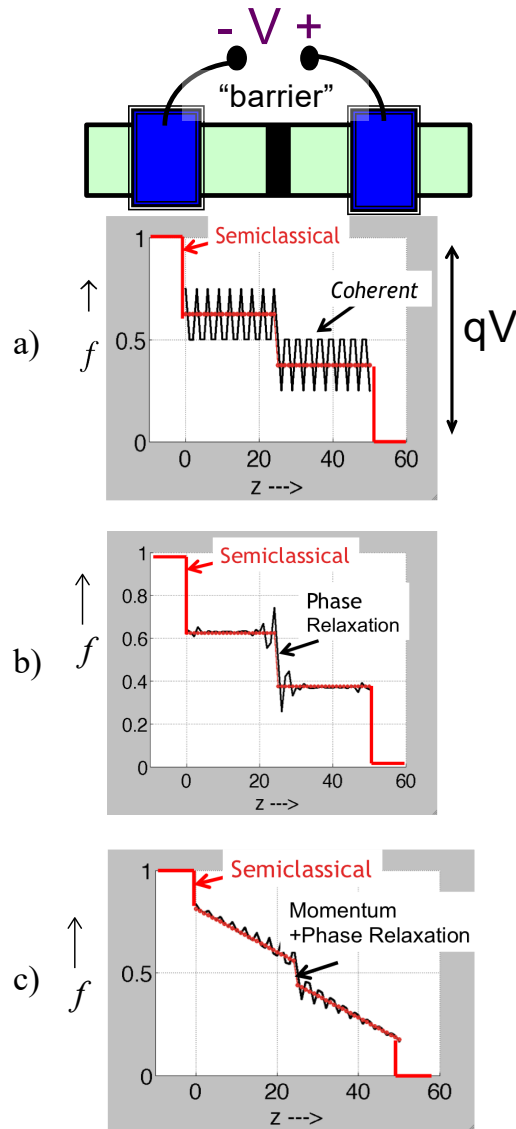 - V +
“barrier”
a)
f
1
0.5
0
Semiclassical
Coherent
qV
0 20 40 60
z --->
b)
f
1
0.8
0.6
0.4
0.2
0
Semiclassical
Phase
Relaxation
0 20 40 60
z --->
c)
f
1
0.5
0
Semiclassical
Momentum
+Phase Relaxation
0 20 40 60
z --->